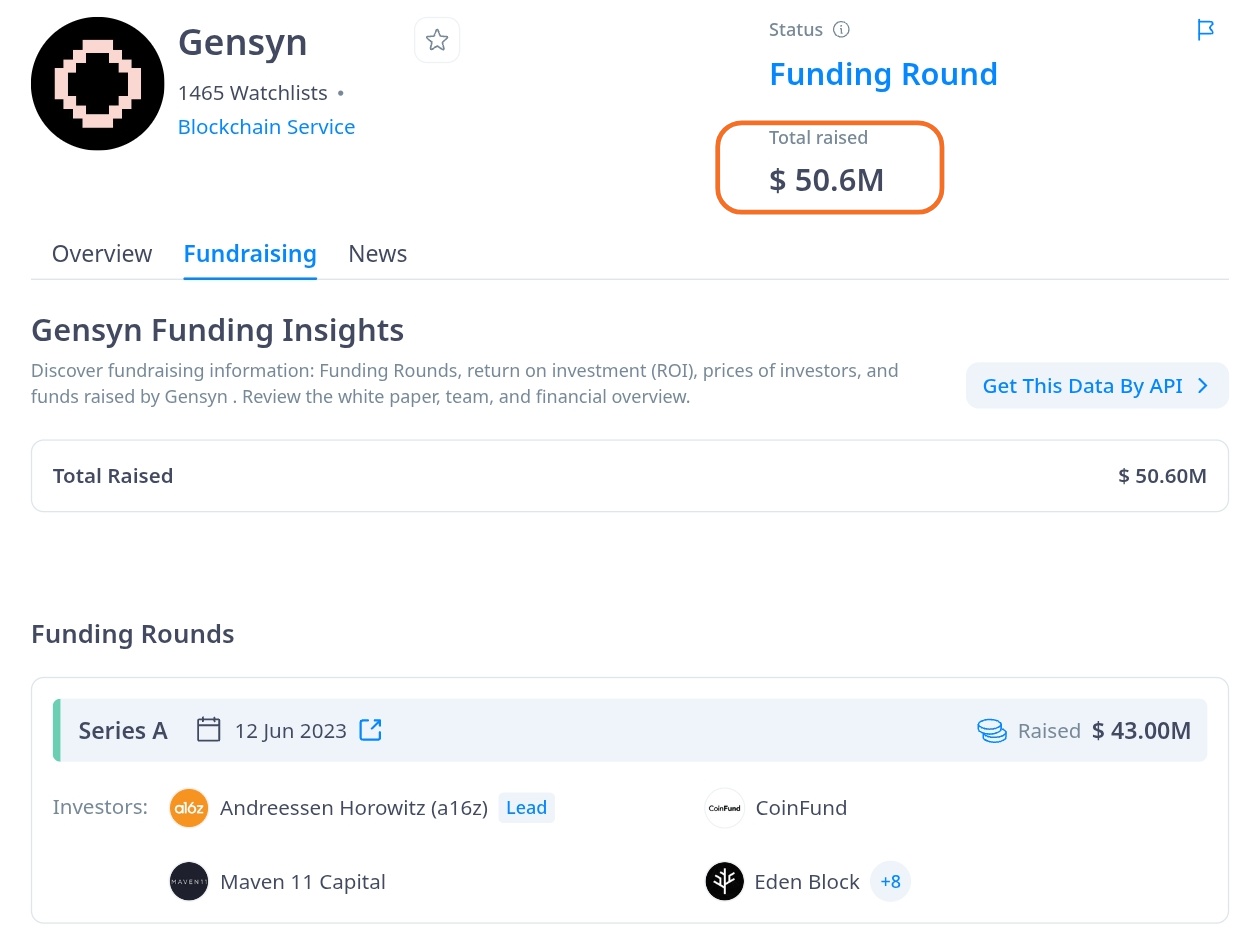 Gensyn
1465 Watchlists •
Blockchain Service
Status
Funding Round
Total raised
$ 50.6M
Overview Fundraising News
Gensyn Funding Insights
Discover fundraising information: Funding Rounds, return on investment (ROI), prices of investors, and
funds raised by Gensyn . Review the white paper, team, and financial overview.
Get This Data By API
Total Raised $ 50.60M
Funding Rounds
Series A 12 Jun 2023 Raised $ 43.00M
Investors: a16z Andreessen Horowitz (a16z) Lead CoinFund CoinFund
MAVEN11 Maven 11 Capital Eden Block +8